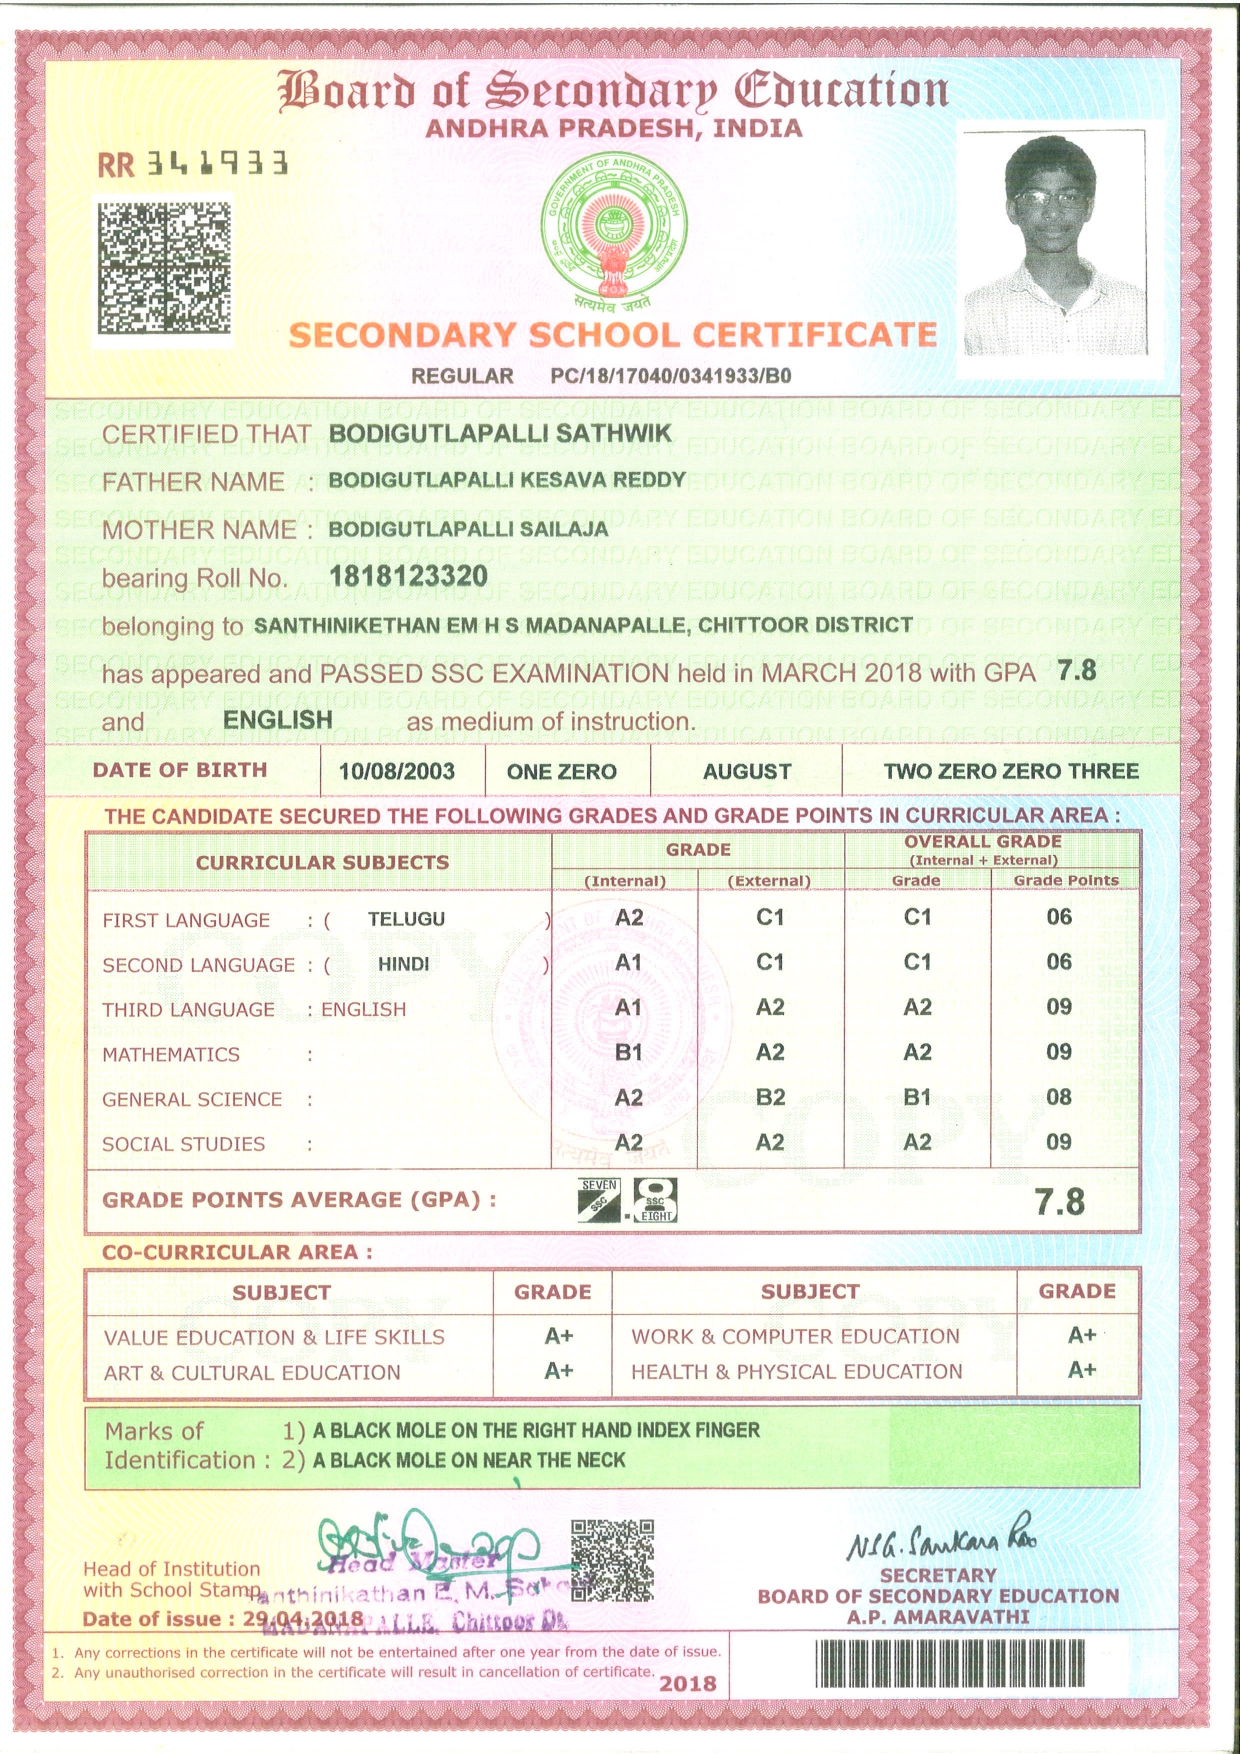 Board of Secondary Education
ANDHRA PRADESH, INDIA
RR 341933
GOVERNMENT OF ANDHRA PRADESH
सत्यमेव जयते
SECONDARY SCHOOL CERTIFICATE
REGULAR PC/18/17040/0341933/B0
CERTIFIED THAT BODIGUTLAPALLI SATHWIK
FATHER NAME : BODIGUTLAPALLI KESAVA REDDY
MOTHER NAME : BODIGUTLAPALLI SAILAJA
bearing Roll No. 1818123320
belonging to SANTHINIKETHAN EM H S MADANAPALLE, CHITTOOR DISTRICT
has appeared and PASSED SSC EXAMINATION held in MARCH 2018 with GPA 7.8
and ENGLISH as medium of instruction.
DATE OF BIRTH 10/08/2003 ONE ZERO AUGUST TWO ZERO ZERO THREE
THE CANDIDATE SECURED THE FOLLOWING GRADES AND GRADE POINTS IN CURRICULAR AREA :
CURRICULAR SUBJECTS GRADE OVERALL GRADE
(Internal + External)
(Internal) (External) Grade Grade Points
FIRST LANGUAGE : ( TELUGU ) A2 C1 C1 06
SECOND LANGUAGE : ( HINDI ) A1 C1 C1 06
THIRD LANGUAGE : ENGLISH A1 A2 A2 09
MATHEMATICS : B1 A2 A2 09
GENERAL SCIENCE : A2 B2 B1 08
SOCIAL STUDIES : A2 A2 A2 09
GRADE POINTS AVERAGE (GPA) : SEVEN SSC . SSC EIGHT 7.8
CO-CURRICULAR AREA :
SUBJECT GRADE SUBJECT GRADE
VALUE EDUCATION & LIFE SKILLS A+ WORK & COMPUTER EDUCATION A+
ART & CULTURAL EDUCATION A+ HEALTH & PHYSICAL EDUCATION A+
Marks of 1) A BLACK MOLE ON THE RIGHT HAND INDEX FINGER
Identification : 2) A BLACK MOLE ON NEAR THE NECK
Head Master
NSG. Sankara Rao
Head of Institution
with School Stamp
SECRETARY
BOARD OF SECONDARY EDUCATION
A.P. AMARAVATHI
Date of issue : 29.04.2018
MADANAPALLE, Chittoor Dt.
1. Any corrections in the certificate will not be entertained after one year from the date of issue.
2. Any unauthorised correction in the certificate will result in cancellation of certificate.
2018